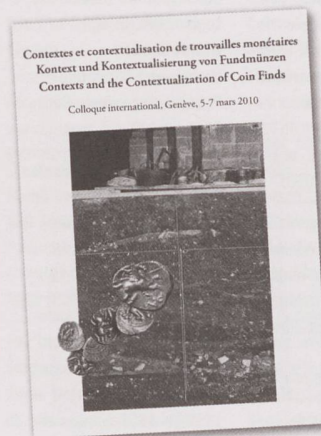 Contextes et contextualisation de trouvailles monétaires
Kontext und Kontextualisierung von Fundmünzen
Contexts and the Contextualization of Coin Finds
Colloque international, Genève, 5-7 mars 2010